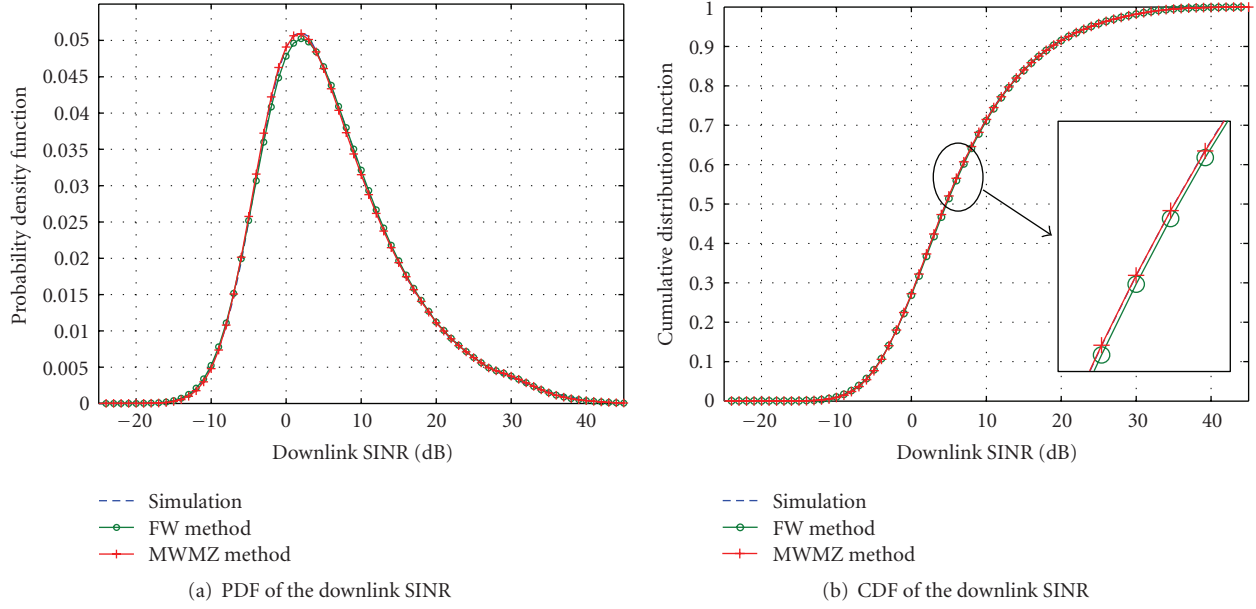 0.05
0.045
0.04
0.035
0.03
0.025
0.02
0.015
0.01
0.005
0
−20 −10 0 10 20 30 40
Probability density function
Downlink SINR (dB)
Simulation
FW method
MWMZ method
(a) PDF of the downlink SINR
1
0.9
0.8
0.7
0.6
0.5
0.4
0.3
0.2
0.1
0
−20 −10 0 10 20 30 40
Cumulative distribution function
Downlink SINR (dB)
Simulation
FW method
MWMZ method
(b) CDF of the downlink SINR